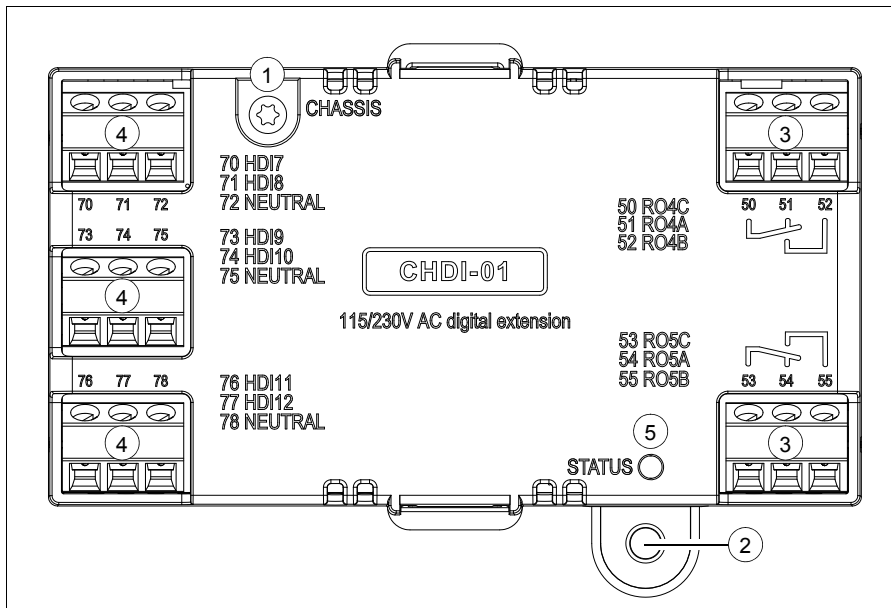 1
CHASSIS
4
3
70 HDI7
71 HDI8
72 NEUTRAL
70 71 72
50 RO4C
51 RO4A
52 RO4B
50 51 52
73 74 75
73 HDI9
74 HDI10
75 NEUTRAL
CHDI-01
4
115/230V AC digital extension
53 RO5C
54 RO5A
55 RO5B
53 54 55
76 77 78
76 HDI11
77 HDI12
78 NEUTRAL
4
5
3
STATUS
2